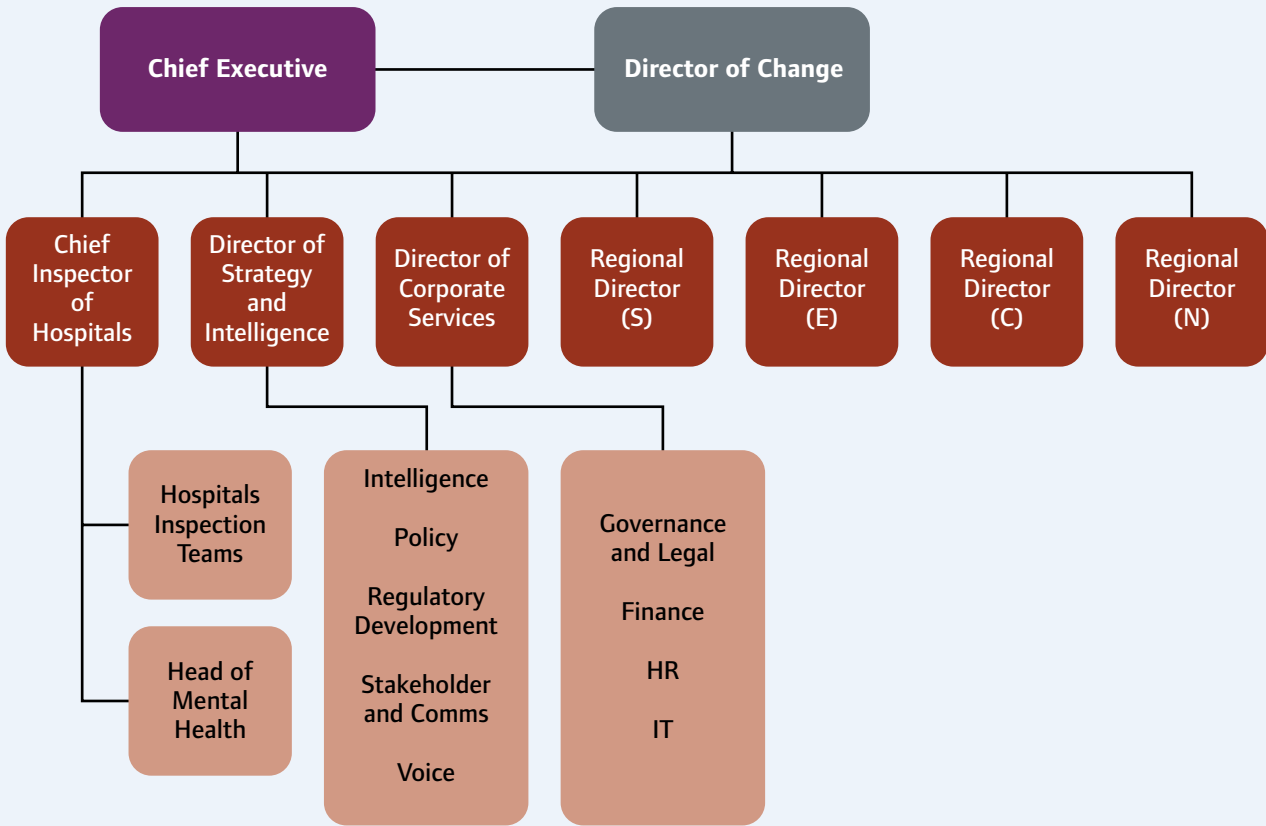 Chief Executive
Director of Change
Chief
Inspector
of
Hospitals
Director of
Strategy
and
Intelligence
Director of
Corporate
Services
Regional
Director
(S)
Regional
Director
(E)
Regional
Director
(C)
Regional
Director
(N)
Hospitals
Inspection
Teams
Head of
Mental
Health
Intelligence
Policy
Regulatory
Development
Stakeholder
and Comms
Voice
Governance
and Legal
Finance
HR
IT